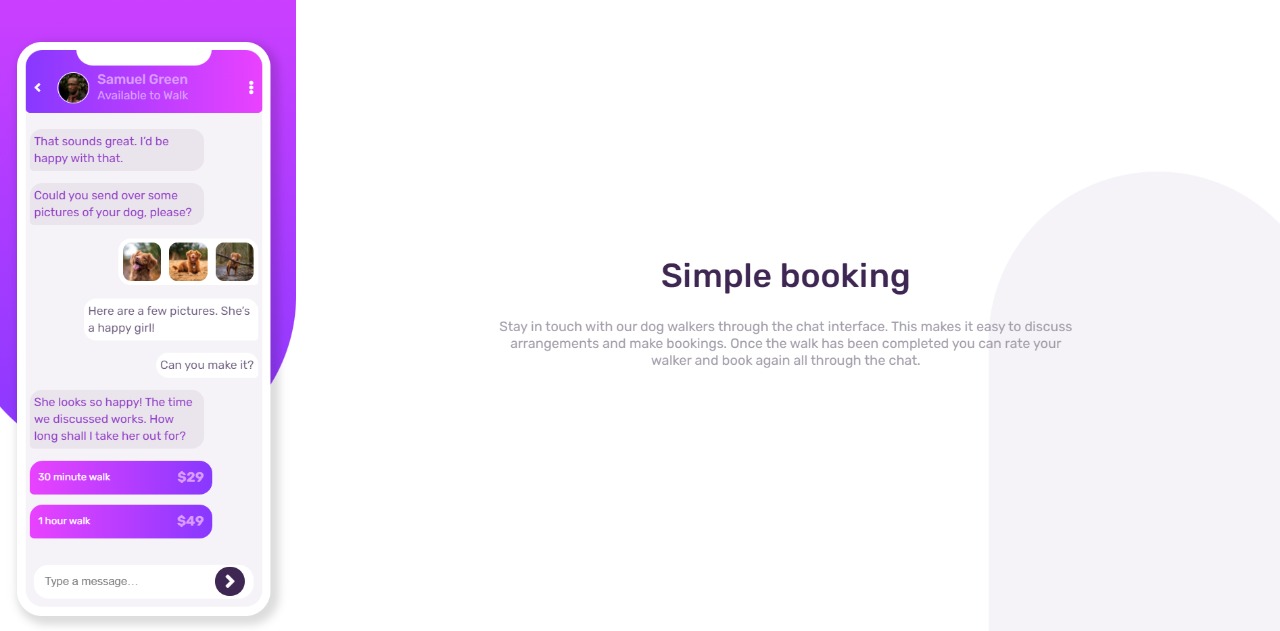 Samuel Green
Available to Walk
That sounds great. I'd be
happy with that.
Could you send over some
pictures of your dog, please?
Here are a few pictures. She's
a happy girl!
Can you make it?
She looks so happy! The time
we discussed works. How
long shall I take her out for?
30 minute walk $29
1 hour walk $49
Type a message…
Simple booking
Stay in touch with our dog walkers through the chat interface. This makes it easy to discuss
arrangements and make bookings. Once the walk has been completed you can rate your
walker and book again all through the chat.